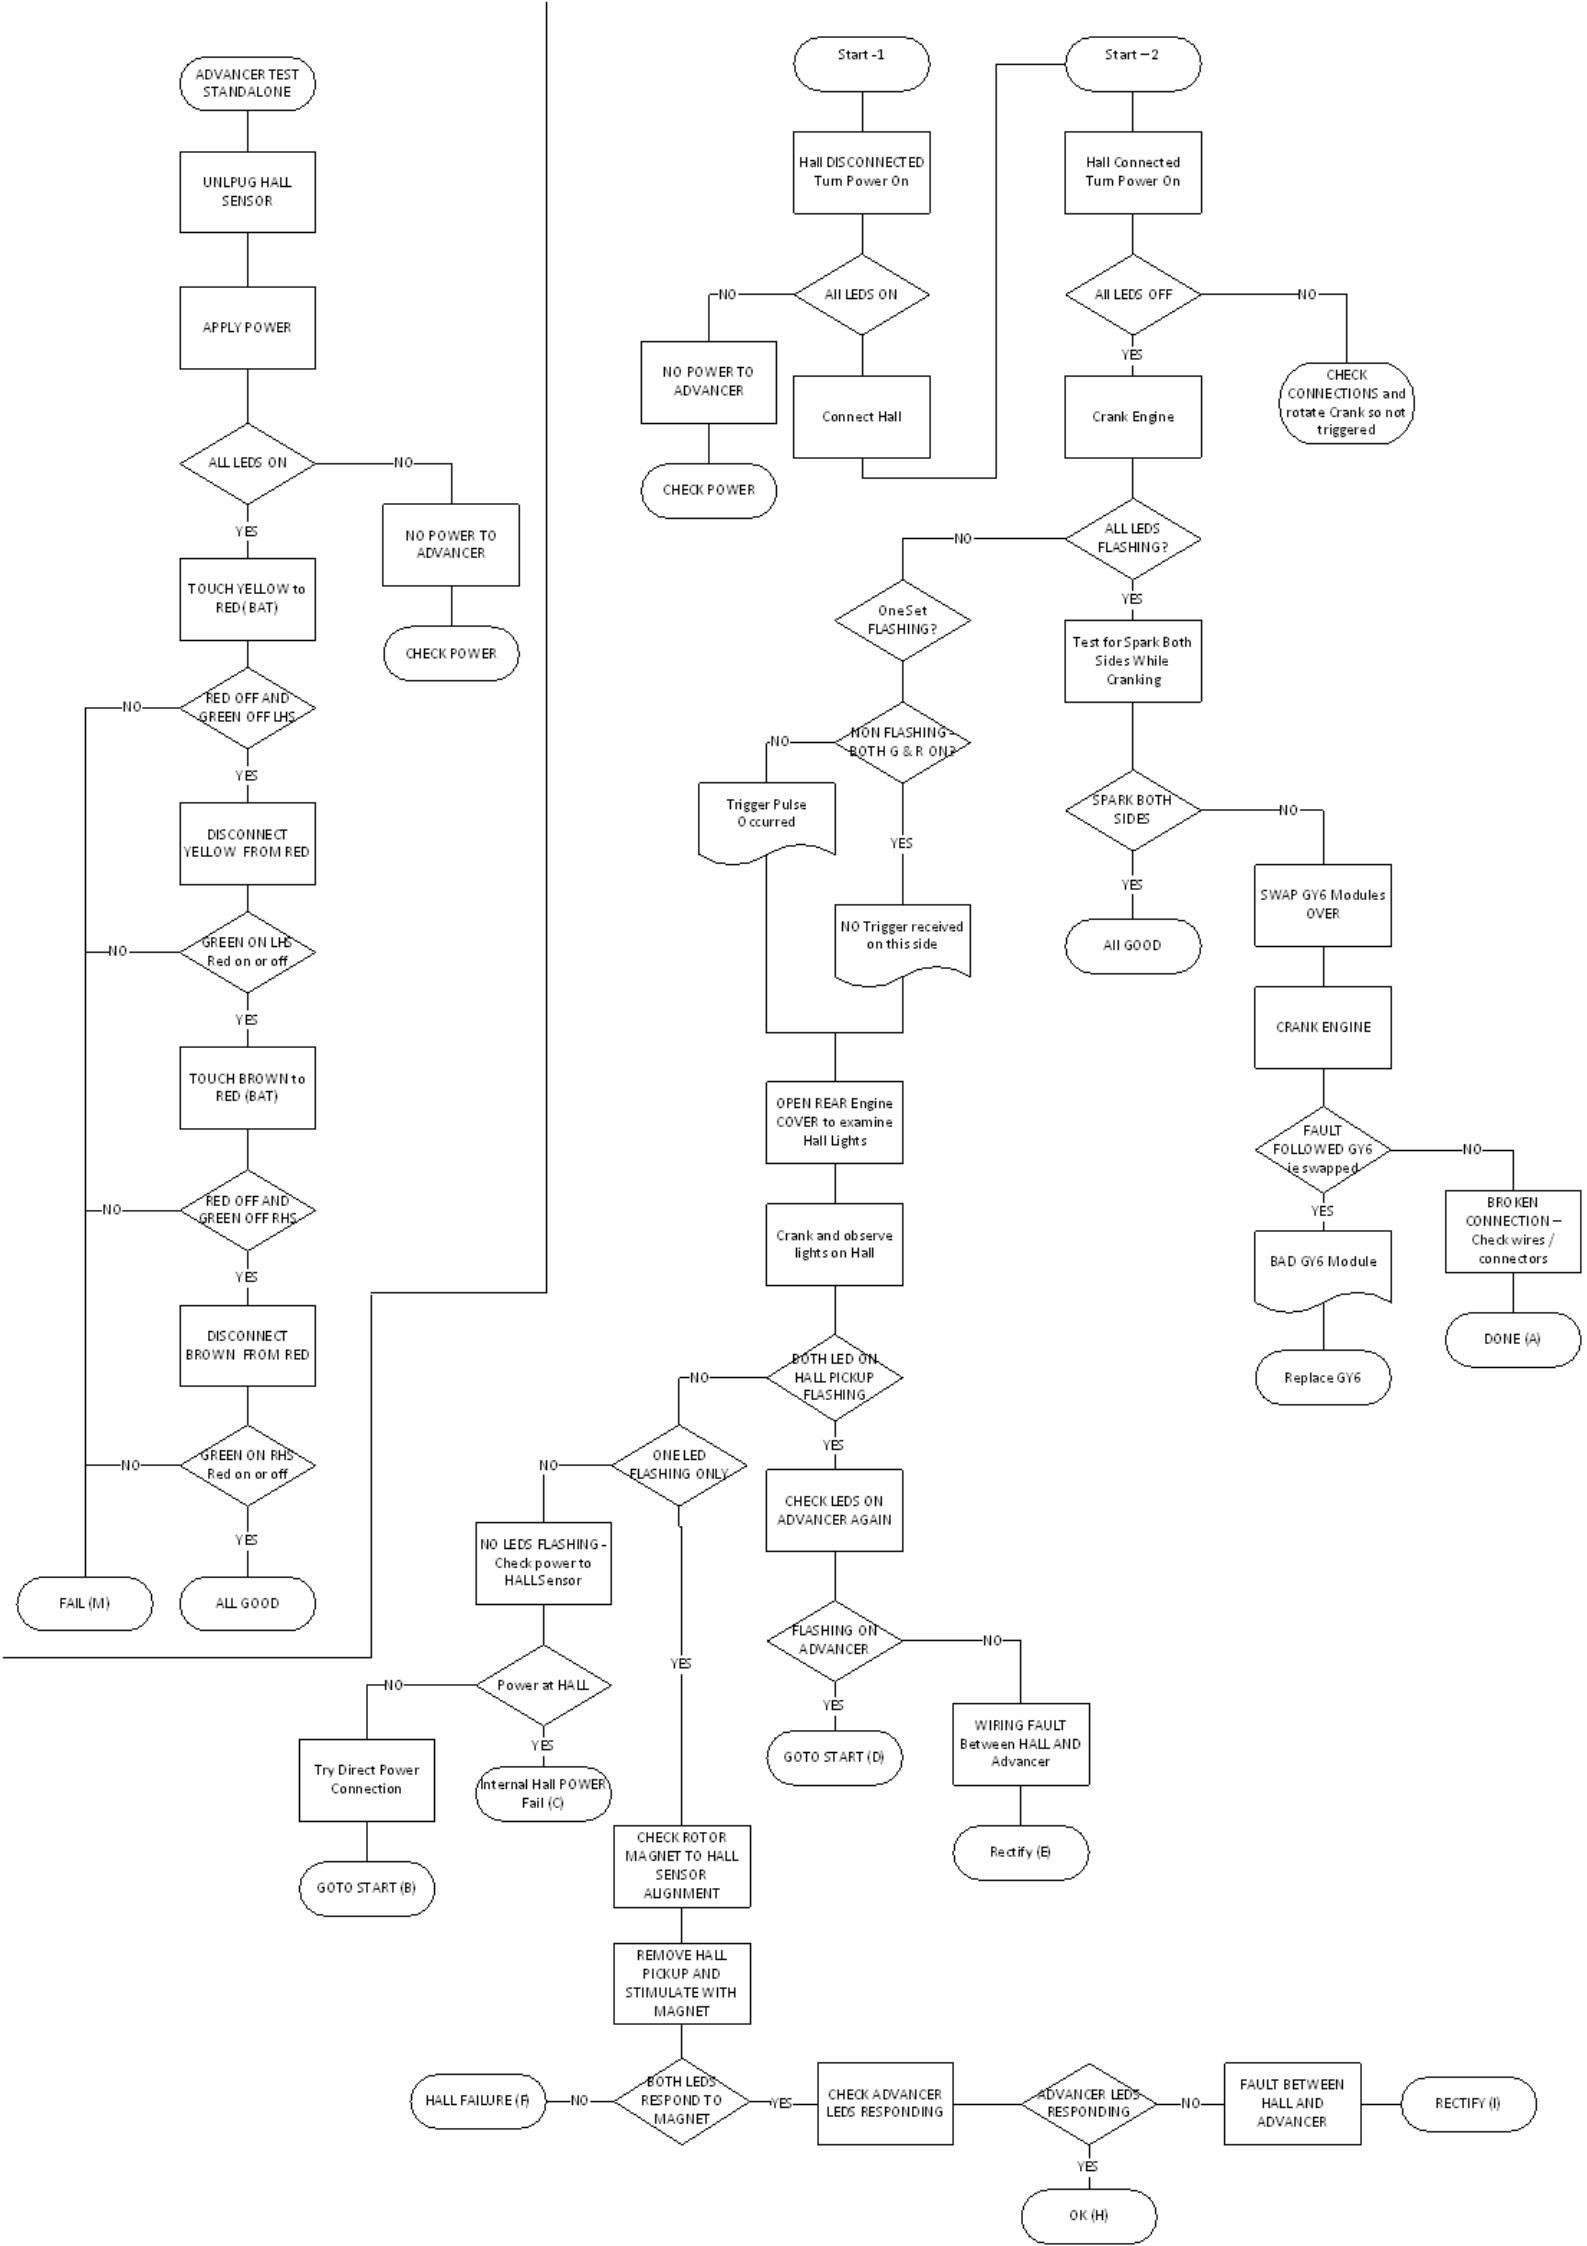 ADVANCER TEST
STANDALONE
UNLPUG HALL
SENSOR
APPLY POWER
ALL LEDS ON
NO
YES
NO POWER TO
ADVANCER
CHECK POWER
TOUCH YELLOW to
RED(BAT)
RED OFF AND
GREEN OFF LHS
NO
YES
DISCONNECT
YELLOW FROM RED
GREEN ON LHS
Red on or off
NO
YES
TOUCH BROWN to
RED (BAT)
RED OFF AND
GREEN OFF RHS
NO
YES
DISCONNECT
BROWN FROM RED
GREEN ON RHS
Red on or off
NO
YES
FAIL (M)
ALL GOOD
Start -1
Hall DISCONNECTED
Turn Power On
All LEDS ON
NO
NO POWER TO
ADVANCER
CHECK POWER
Connect Hall
Start – 2
Hall Connected
Turn Power On
All LEDS OFF
NO
YES
CHECK
CONNECTIONS and
rotate Crank so not
triggered
Crank Engine
ALL LEDS
FLASHING?
NO
YES
One Set
FLASHING?
NON FLASHING -
BOTH G & R ON?
NO
YES
Trigger Pulse
Occurred
NO Trigger received
on this side
Test for Spark Both
Sides While
Cranking
SPARK BOTH
SIDES
NO
YES
All GOOD
SWAP GY6 Modules
OVER
CRANK ENGINE
FAULT
FOLLOWED GY6
ie swapped
NO
YES
BROKEN
CONNECTION –
Check wires /
connectors
DONE (A)
BAD GY6 Module
Replace GY6
OPEN REAR Engine
COVER to examine
Hall Lights
Crank and observe
lights on Hall
BOTH LED ON
HALL PICKUP
FLASHING
NO
YES
ONE LED
FLASHING ONLY
NO
YES
NO LEDS FLASHING -
Check power to
HALL Sensor
Power at HALL
NO
YES
Try Direct Power
Connection
GOTO START (B)
Internal Hall POWER
Fail (C)
CHECK LEDS ON
ADVANCER AGAIN
FLASHING ON
ADVANCER
NO
YES
GOTO START (D)
WIRING FAULT
Between HALL AND
Advancer
Rectify (E)
CHECK ROTOR
MAGNET TO HALL
SENSOR
ALIGNMENT
REMOVE HALL
PICKUP AND
STIMULATE WITH
MAGNET
BOTH LEDS
RESPOND TO
MAGNET
NO
HALL FAILURE (F)
YES
CHECK ADVANCER
LEDS RESPONDING
ADVANCER LEDS
RESPONDING
NO
FAULT BETWEEN
HALL AND
ADVANCER
RECTIFY (I)
YES
OK (H)